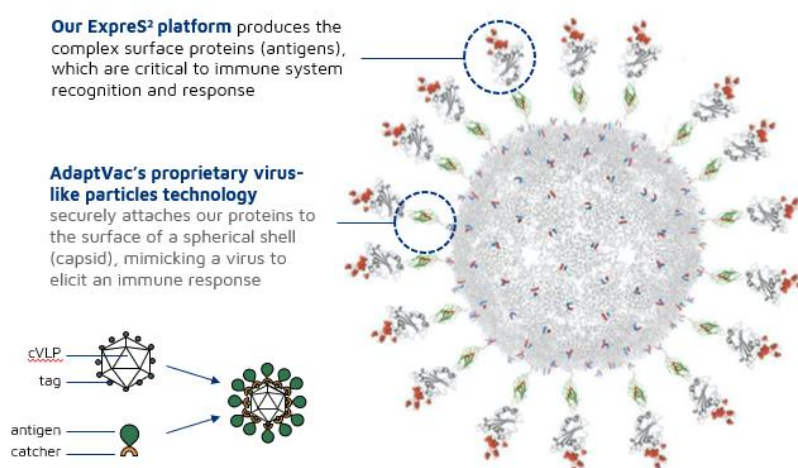 Our ExpreS² platform produces the
complex surface proteins (antigens),
which are critical to immune system
recognition and response
AdaptVac's proprietary virus-
like particles technology
securely attaches our proteins to
the surface of a spherical shell
(capsid), mimicking a virus to
elicit an immune response
cVLP
tag
antigen
catcher